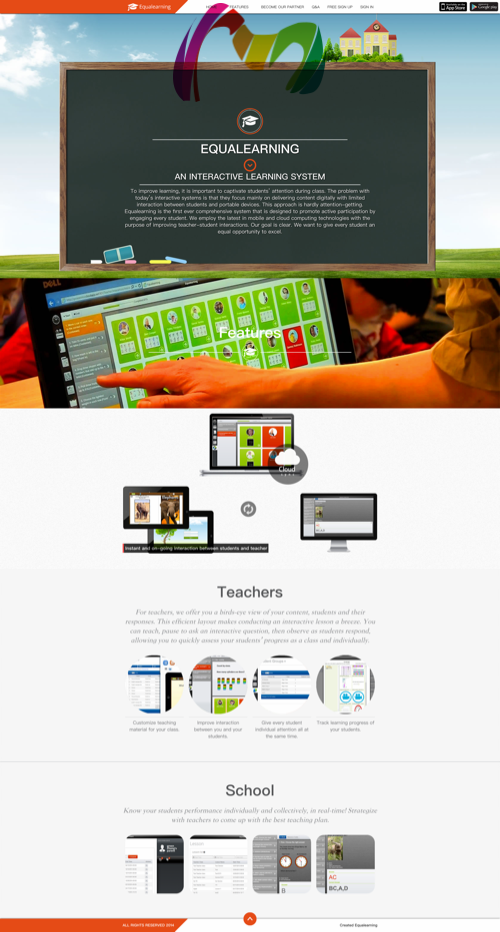 Equalearning
HOME FEATURES BECOME OUR PARTNER Q&A FREE SIGN UP SIGN IN
App Store
Google play
EQUALEARNING
AN INTERACTIVE LEARNING SYSTEM
To improve learning, it is important to captivate students' attention during class. The problem with
today's interactive systems is that they focus mainly on delivering content digitally with limited
interaction between students and portable devices. This approach is hardly attention-getting.
Equalearning is the first ever comprehensive system that is designed to promote active participation by
engaging every student. We employ the latest in mobile and cloud computing technologies with the
purpose of improving teacher-student interactions. Our goal is clear. We want to give every student an
equal opportunity to excel.
DELL
Features
Cloud
Instant and on-going interaction between students and teacher
Teachers
For teachers, we offer you a birds-eye view of your content, students and their
responses. This efficient layout makes conducting an interactive lesson a breeze. You
can teach, pause to ask an interactive question, then observe as students respond,
allowing you to quickly assess your students' progress as a class and individually.
Customize teaching
material for your class.
Improve interaction
between you and your
students.
Give every student
individual attention all at
the same time.
Track learning progress of
your students.
School
Know your students performance individually and collectively, in real-time! Strategize
with teachers to come up with the best teaching plan.
B
AC
BC,A,D
ALL RIGHTS RESERVED 2014
Created Equalearning